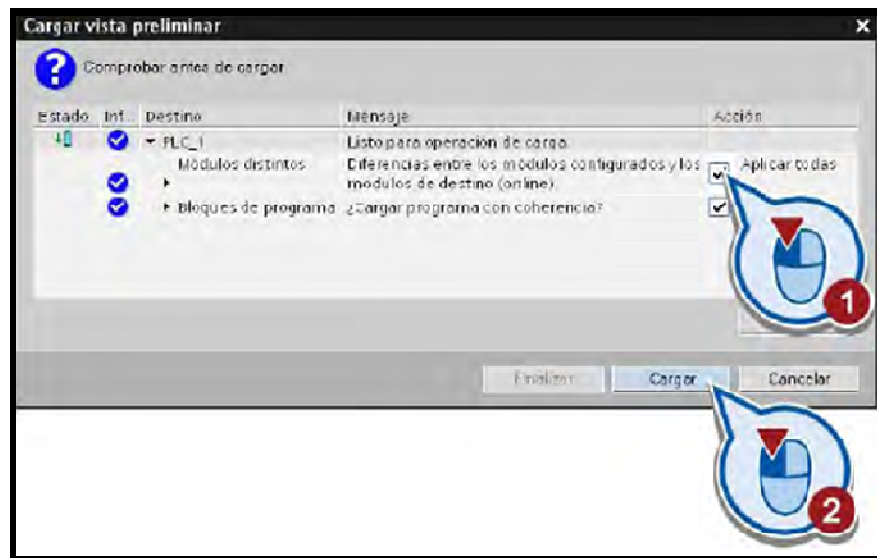 Cargar vista preliminar
Comprobar antes de cargar
Estado Inf... Destino Mensaje Acción
PLC_1 Listo para operación de carga.
Módulos distintos Diferencias entre los módulos configurados y los Aplicar todas
módulos de destino (online)
Bloques de programa ¿Cargar programa con coherencia?
1
Finalizar Cargar Cancelar
2